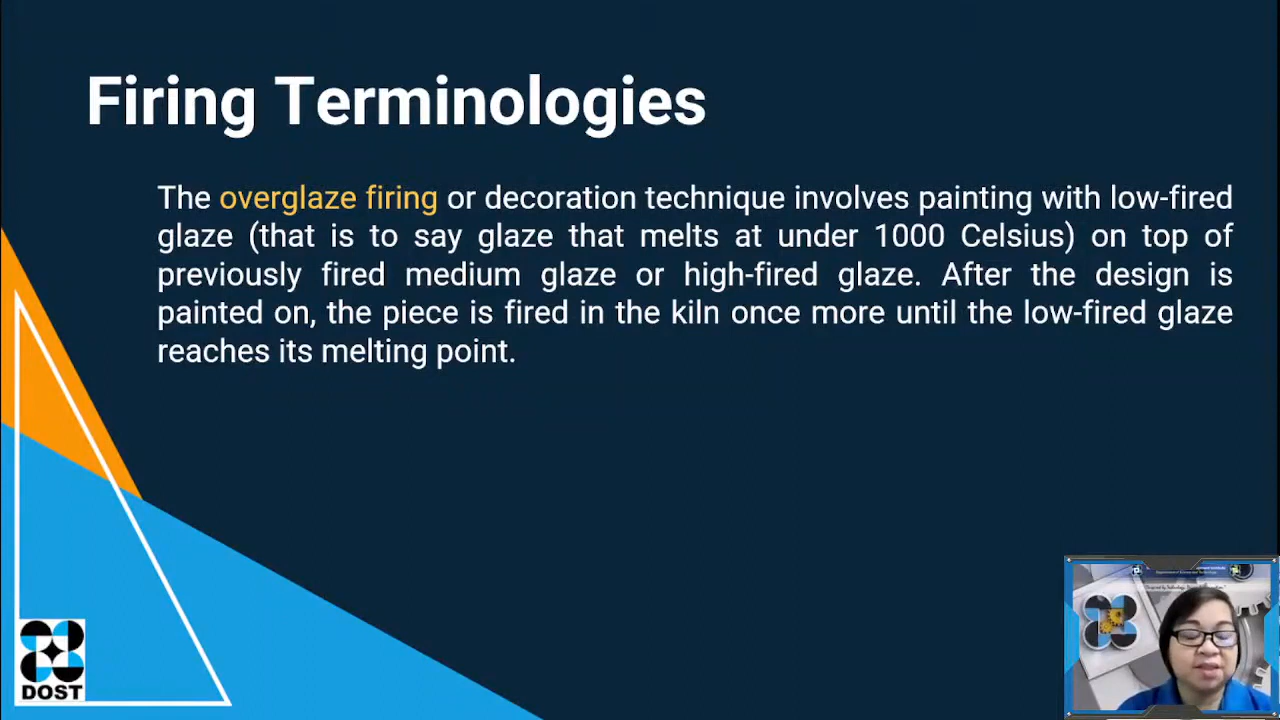 Firing Terminologies
The overglaze firing or decoration technique involves painting with low-fired
glaze (that is to say glaze that melts at under 1000 Celsius) on top of
previously fired medium glaze or high-fired glaze. After the design is
painted on, the piece is fired in the kiln once more until the low-fired glaze
reaches its melting point.
DOST